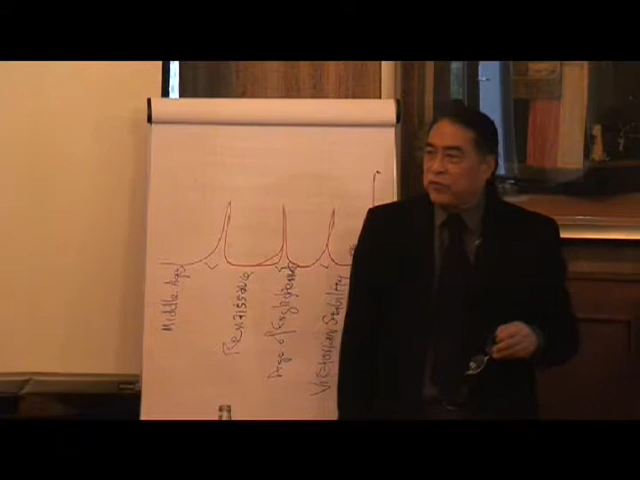 Middle Ages
Renaissance
Age of Enlightenment
Victorian Stability